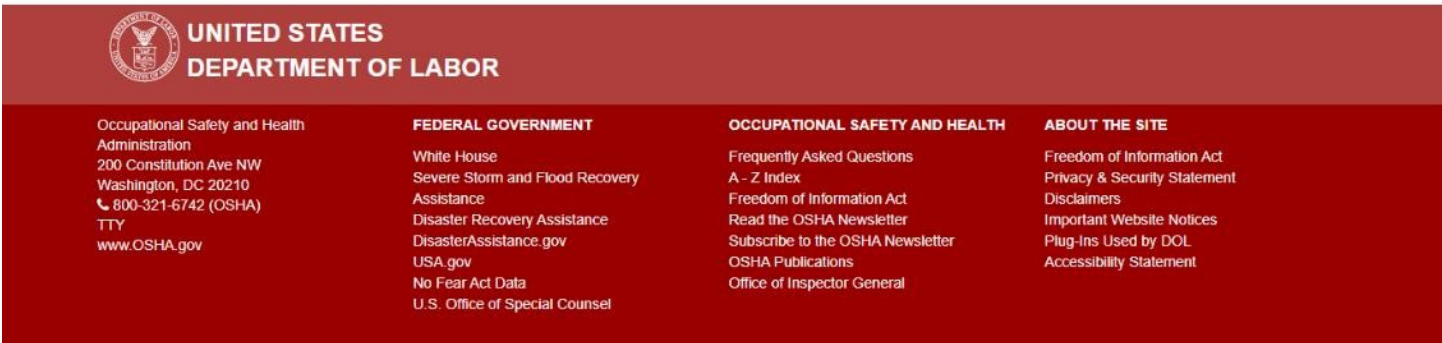 UNITED STATES
DEPARTMENT OF LABOR
Occupational Safety and Health
Administration
200 Constitution Ave NW
Washington, DC 20210
800-321-6742 (OSHA)
TTY
www.OSHA.gov
FEDERAL GOVERNMENT
White House
Severe Storm and Flood Recovery
Assistance
Disaster Recovery Assistance
DisasterAssistance.gov
USA.gov
No Fear Act Data
U.S. Office of Special Counsel
OCCUPATIONAL SAFETY AND HEALTH
Frequently Asked Questions
A - Z Index
Freedom of Information Act
Read the OSHA Newsletter
Subscribe to the OSHA Newsletter
OSHA Publications
Office of Inspector General
ABOUT THE SITE
Freedom of Information Act
Privacy & Security Statement
Disclaimers
Important Website Notices
Plug-Ins Used by DOL
Accessibility Statement